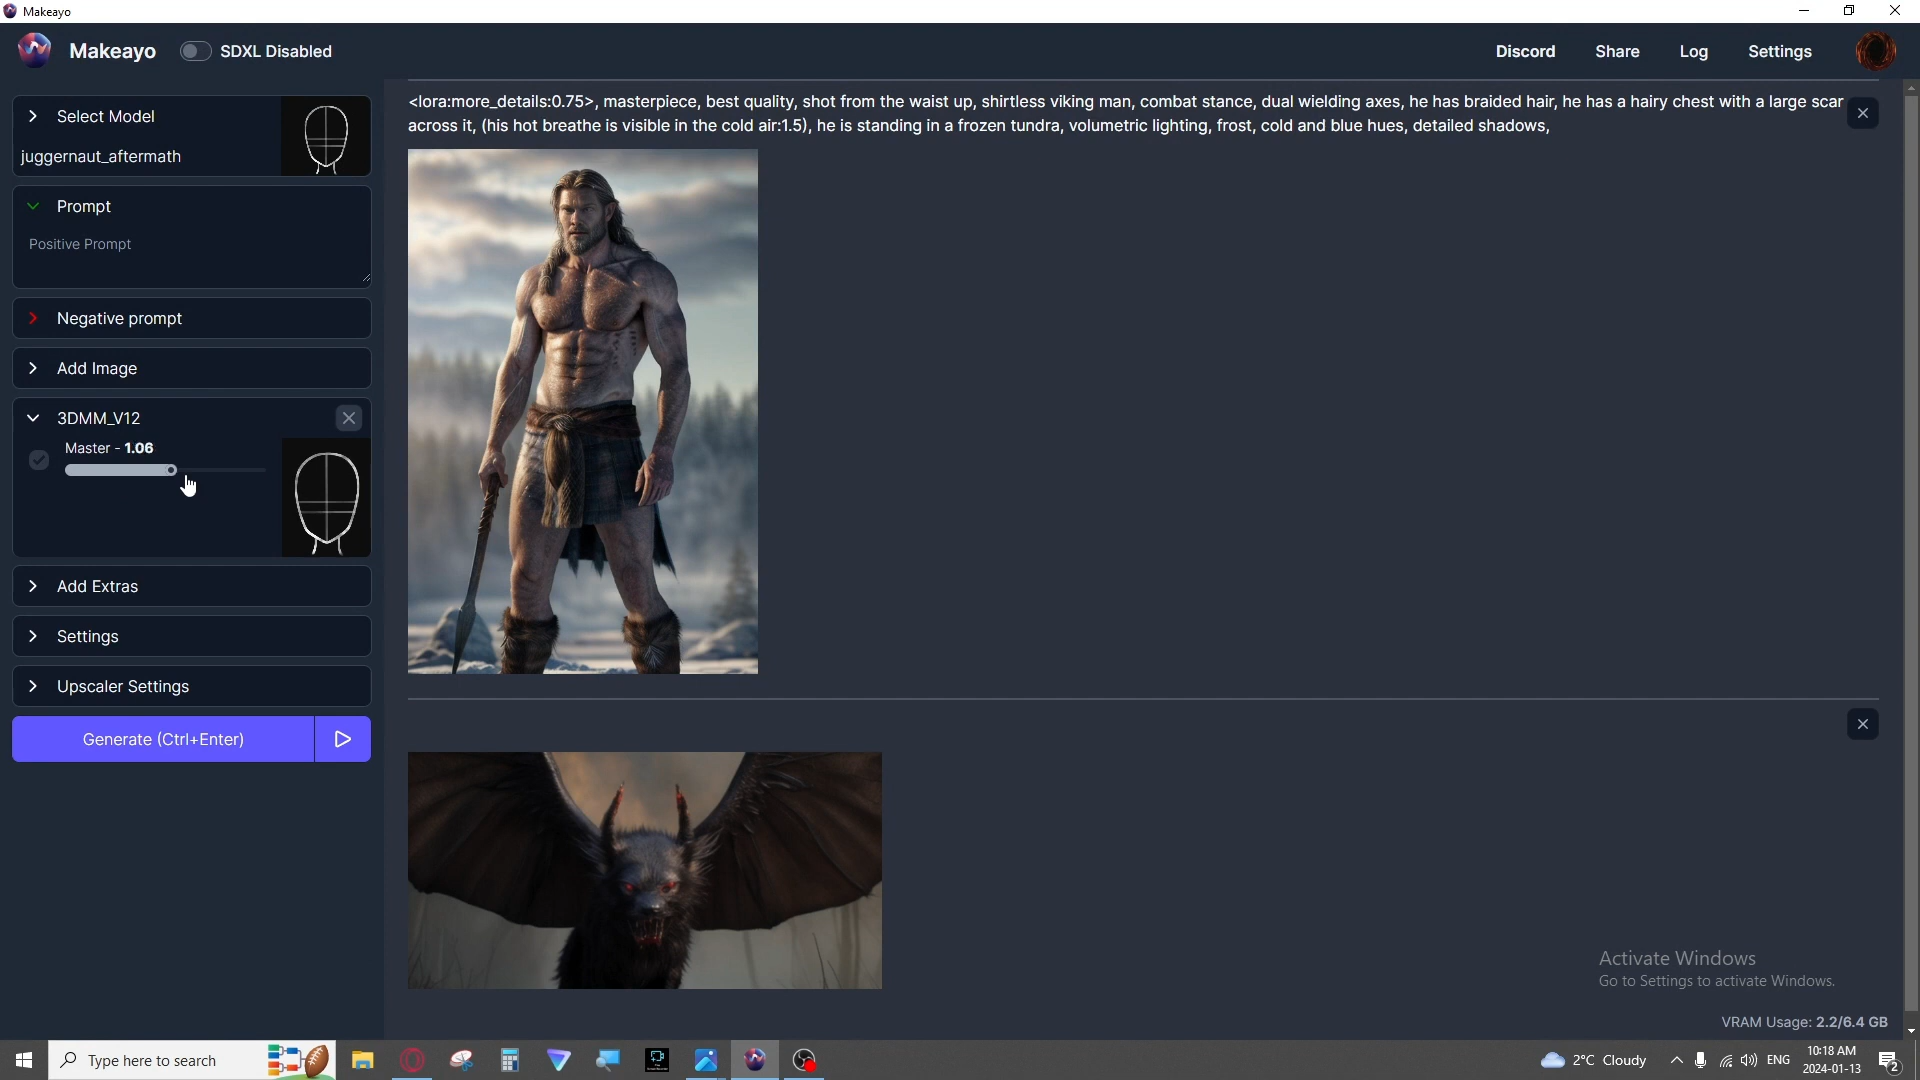 Makeayo
Makeayo
SDXL Disabled
Discord
Share
Log
Settings
Select Model
juggernaut_aftermath
Prompt
Positive Prompt
Negative prompt
Add Image
3DMM_V12
Master - 1.06
Add Extras
Settings
Upscaler Settings
Generate (Ctrl+Enter)
<lora:more_details:0.75>, masterpiece, best quality, shot from the waist up, shirtless viking man, combat stance, dual wielding axes, he has braided hair, he has a hairy chest with a large scar
across it, (his hot breathe is visible in the cold air:1.5), he is standing in a frozen tundra, volumetric lighting, frost, cold and blue hues, detailed shadows,
Activate Windows
Go to Settings to activate Windows.
VRAM Usage: 2.2/6.4 GB
Type here to search
2°C Cloudy
ENG
10:18 AM
2024-01-13
2